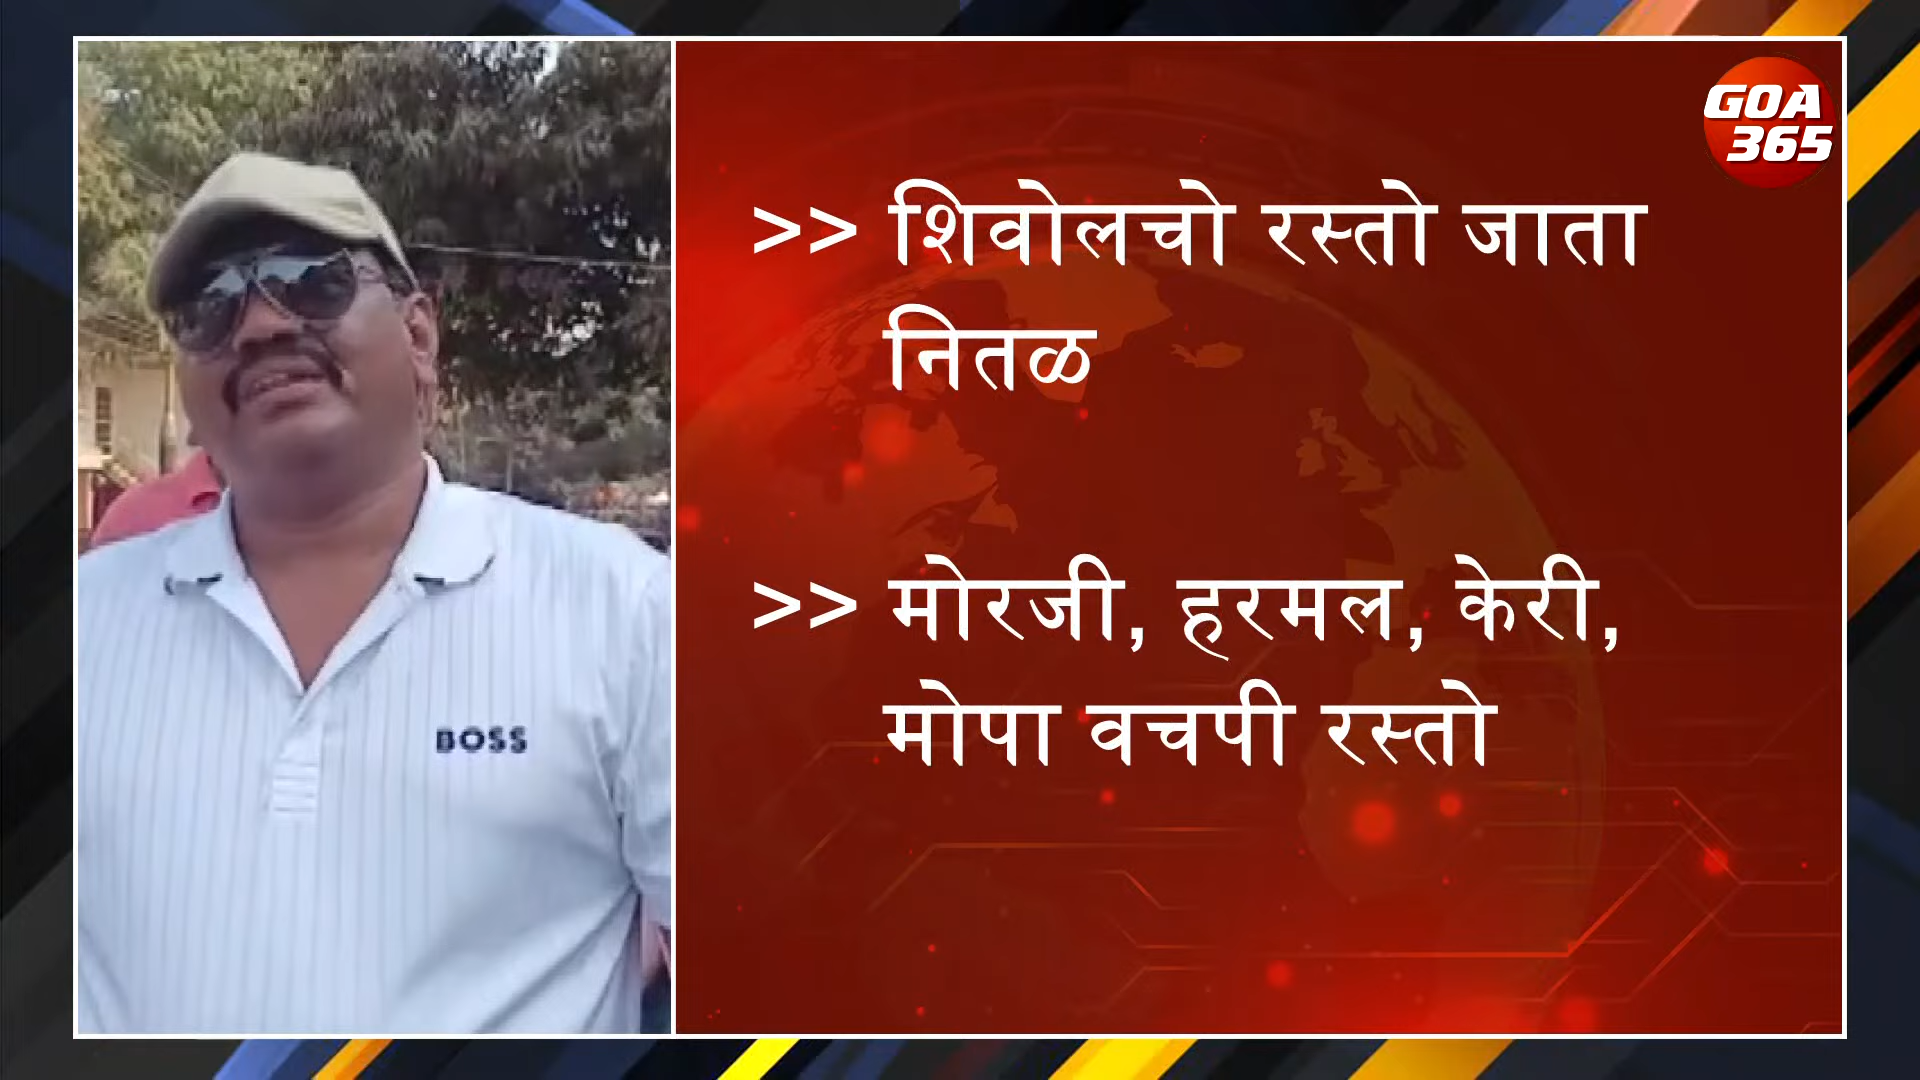 GOA
365
>> शिवोलचो रस्तो जाता
नितळ
>> मोरजी, हरमल, केरी,
मोपा वचपी रस्तो
BOSS